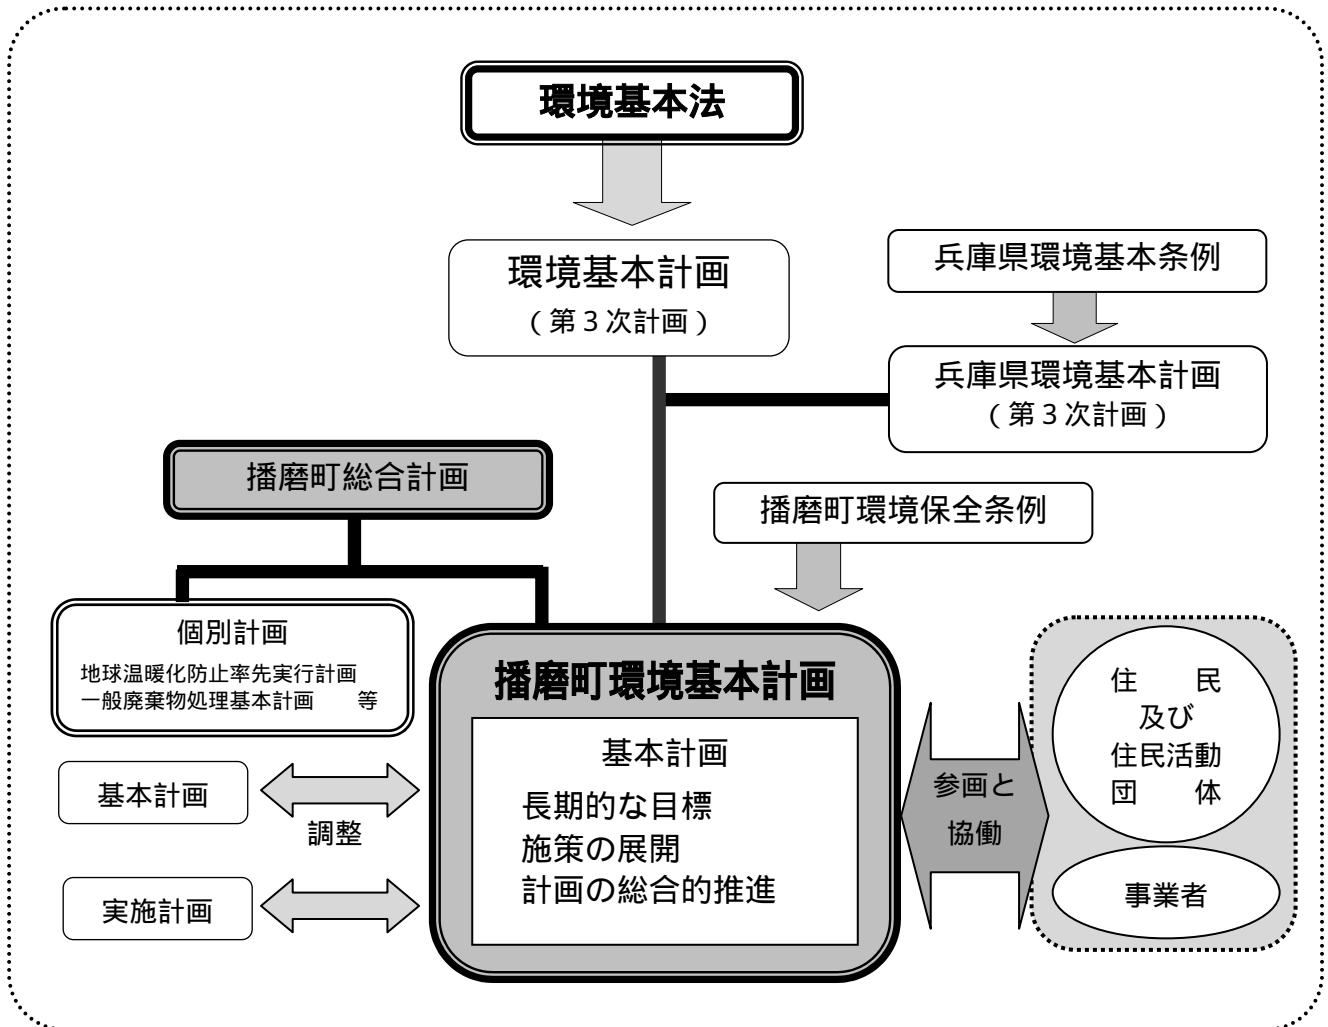 環境基本法
環境基本計画
（第３次計画）
兵庫県環境基本条例
兵庫県環境基本計画
（第３次計画）
播磨町総合計画
播磨町環境保全条例
個別計画
地球温暖化防止率先実行計画
一般廃棄物処理基本計画　　等
基本計画
調整
実施計画
播磨町環境基本計画
基本計画
長期的な目標
施策の展開
計画の総合的推進
参画と
協働
住　　民
及び
住民活動
団　　体
事業者